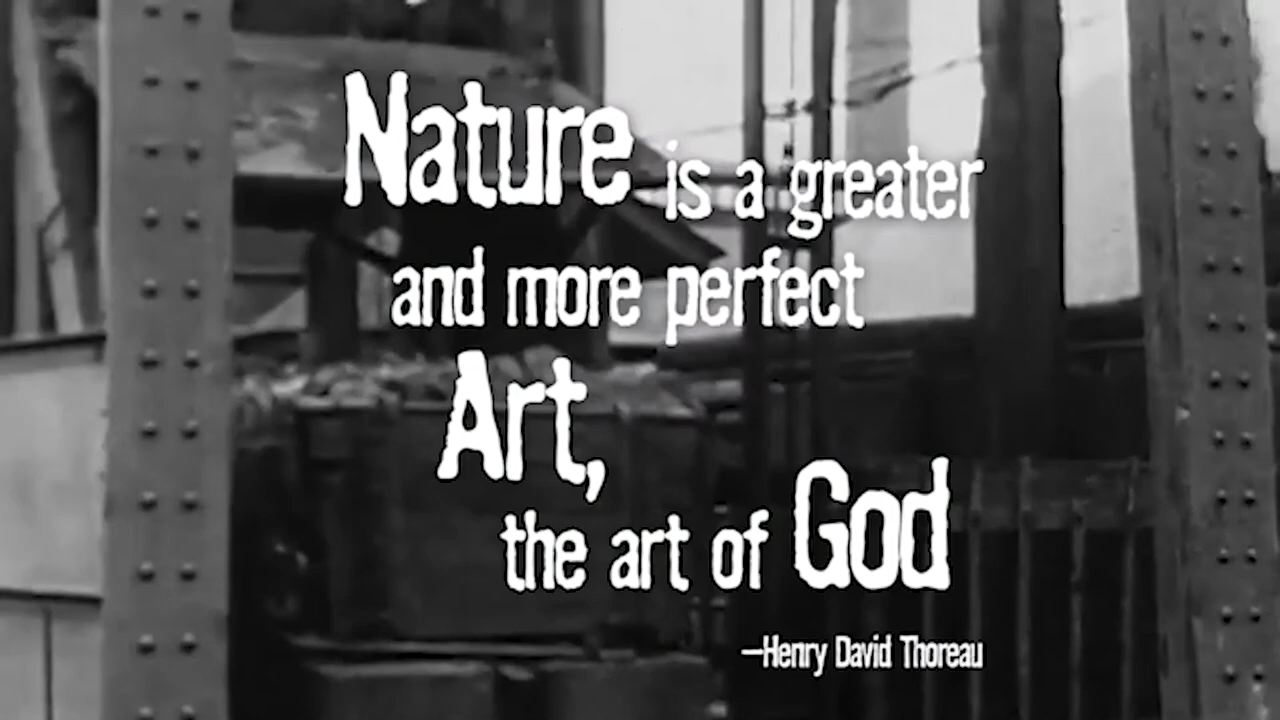 Nature is a greater
and more perfect
Art,
the art of God
—Henry David Thoreau